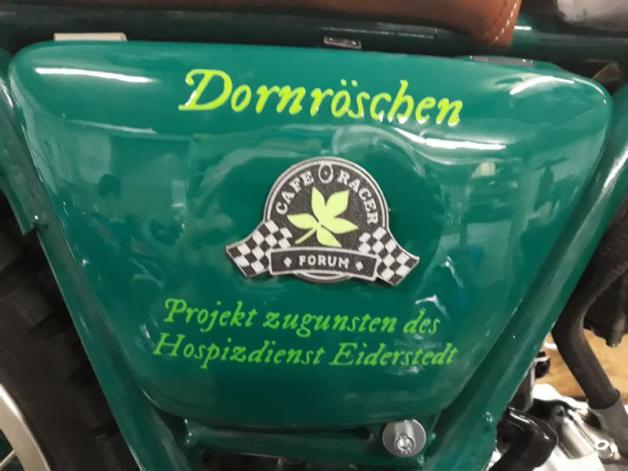 Dornröschen
CAFE RACER
FORUM
Projekt zugunsten des
Hospizdienst Eiderstedt